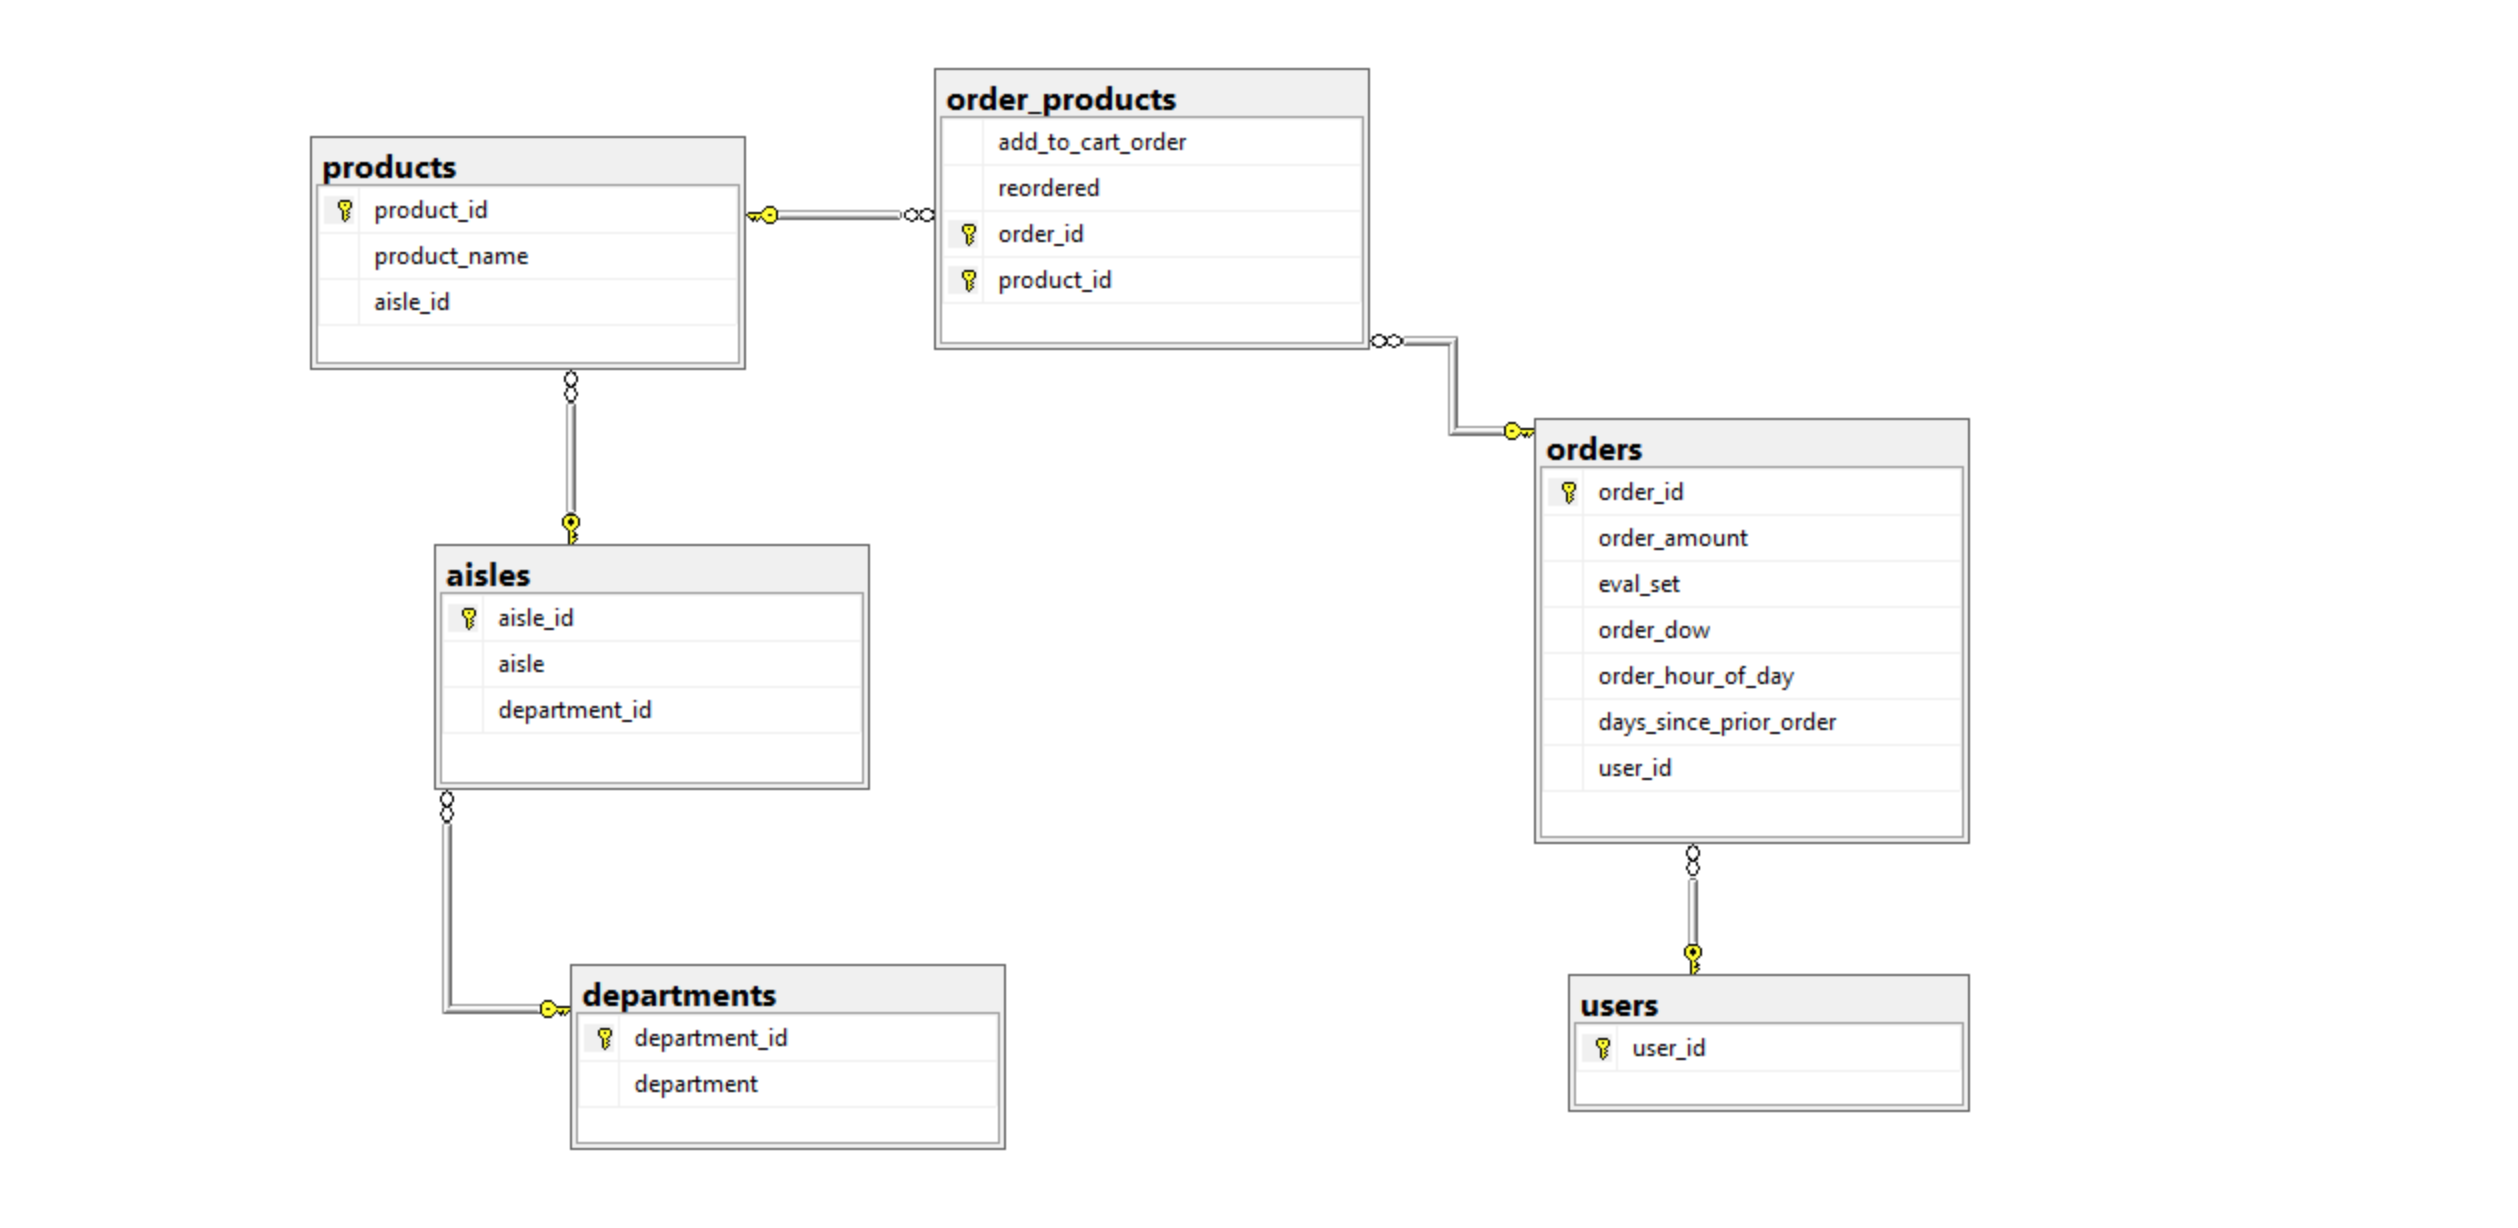 order_products
add_to_cart_order
reordered
order_id
product_id
products
product_id
product_name
aisle_id
orders
order_id
order_amount
eval_set
order_dow
order_hour_of_day
days_since_prior_order
user_id
aisles
aisle_id
aisle
department_id
departments
department_id
department
users
user_id